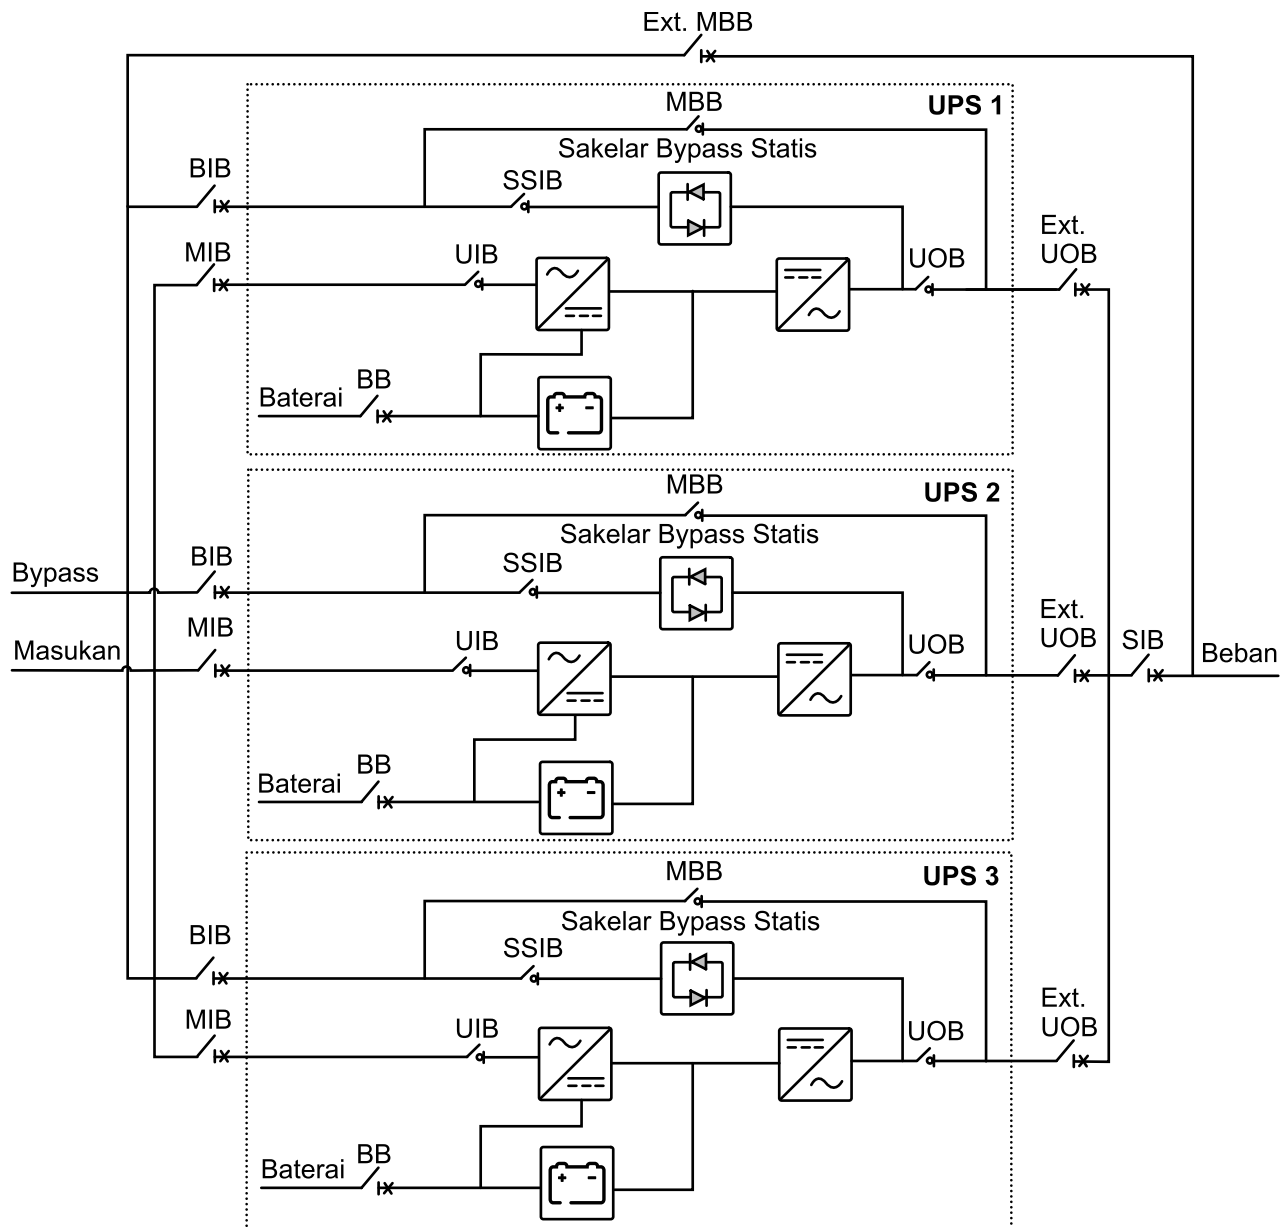 Ext. MBB
UPS 1
MBB
Sakelar Bypass Statis
BIB
SSIB
MIB
UIB
UOB
Ext.
UOB
BB
Baterai
UPS 2
MBB
Sakelar Bypass Statis
BIB
SSIB
Bypass
MIB
UIB
UOB
Ext.
UOB
SIB
Masukan
Beban
BB
Baterai
UPS 3
MBB
Sakelar Bypass Statis
BIB
SSIB
MIB
UIB
UOB
Ext.
UOB
BB
Baterai